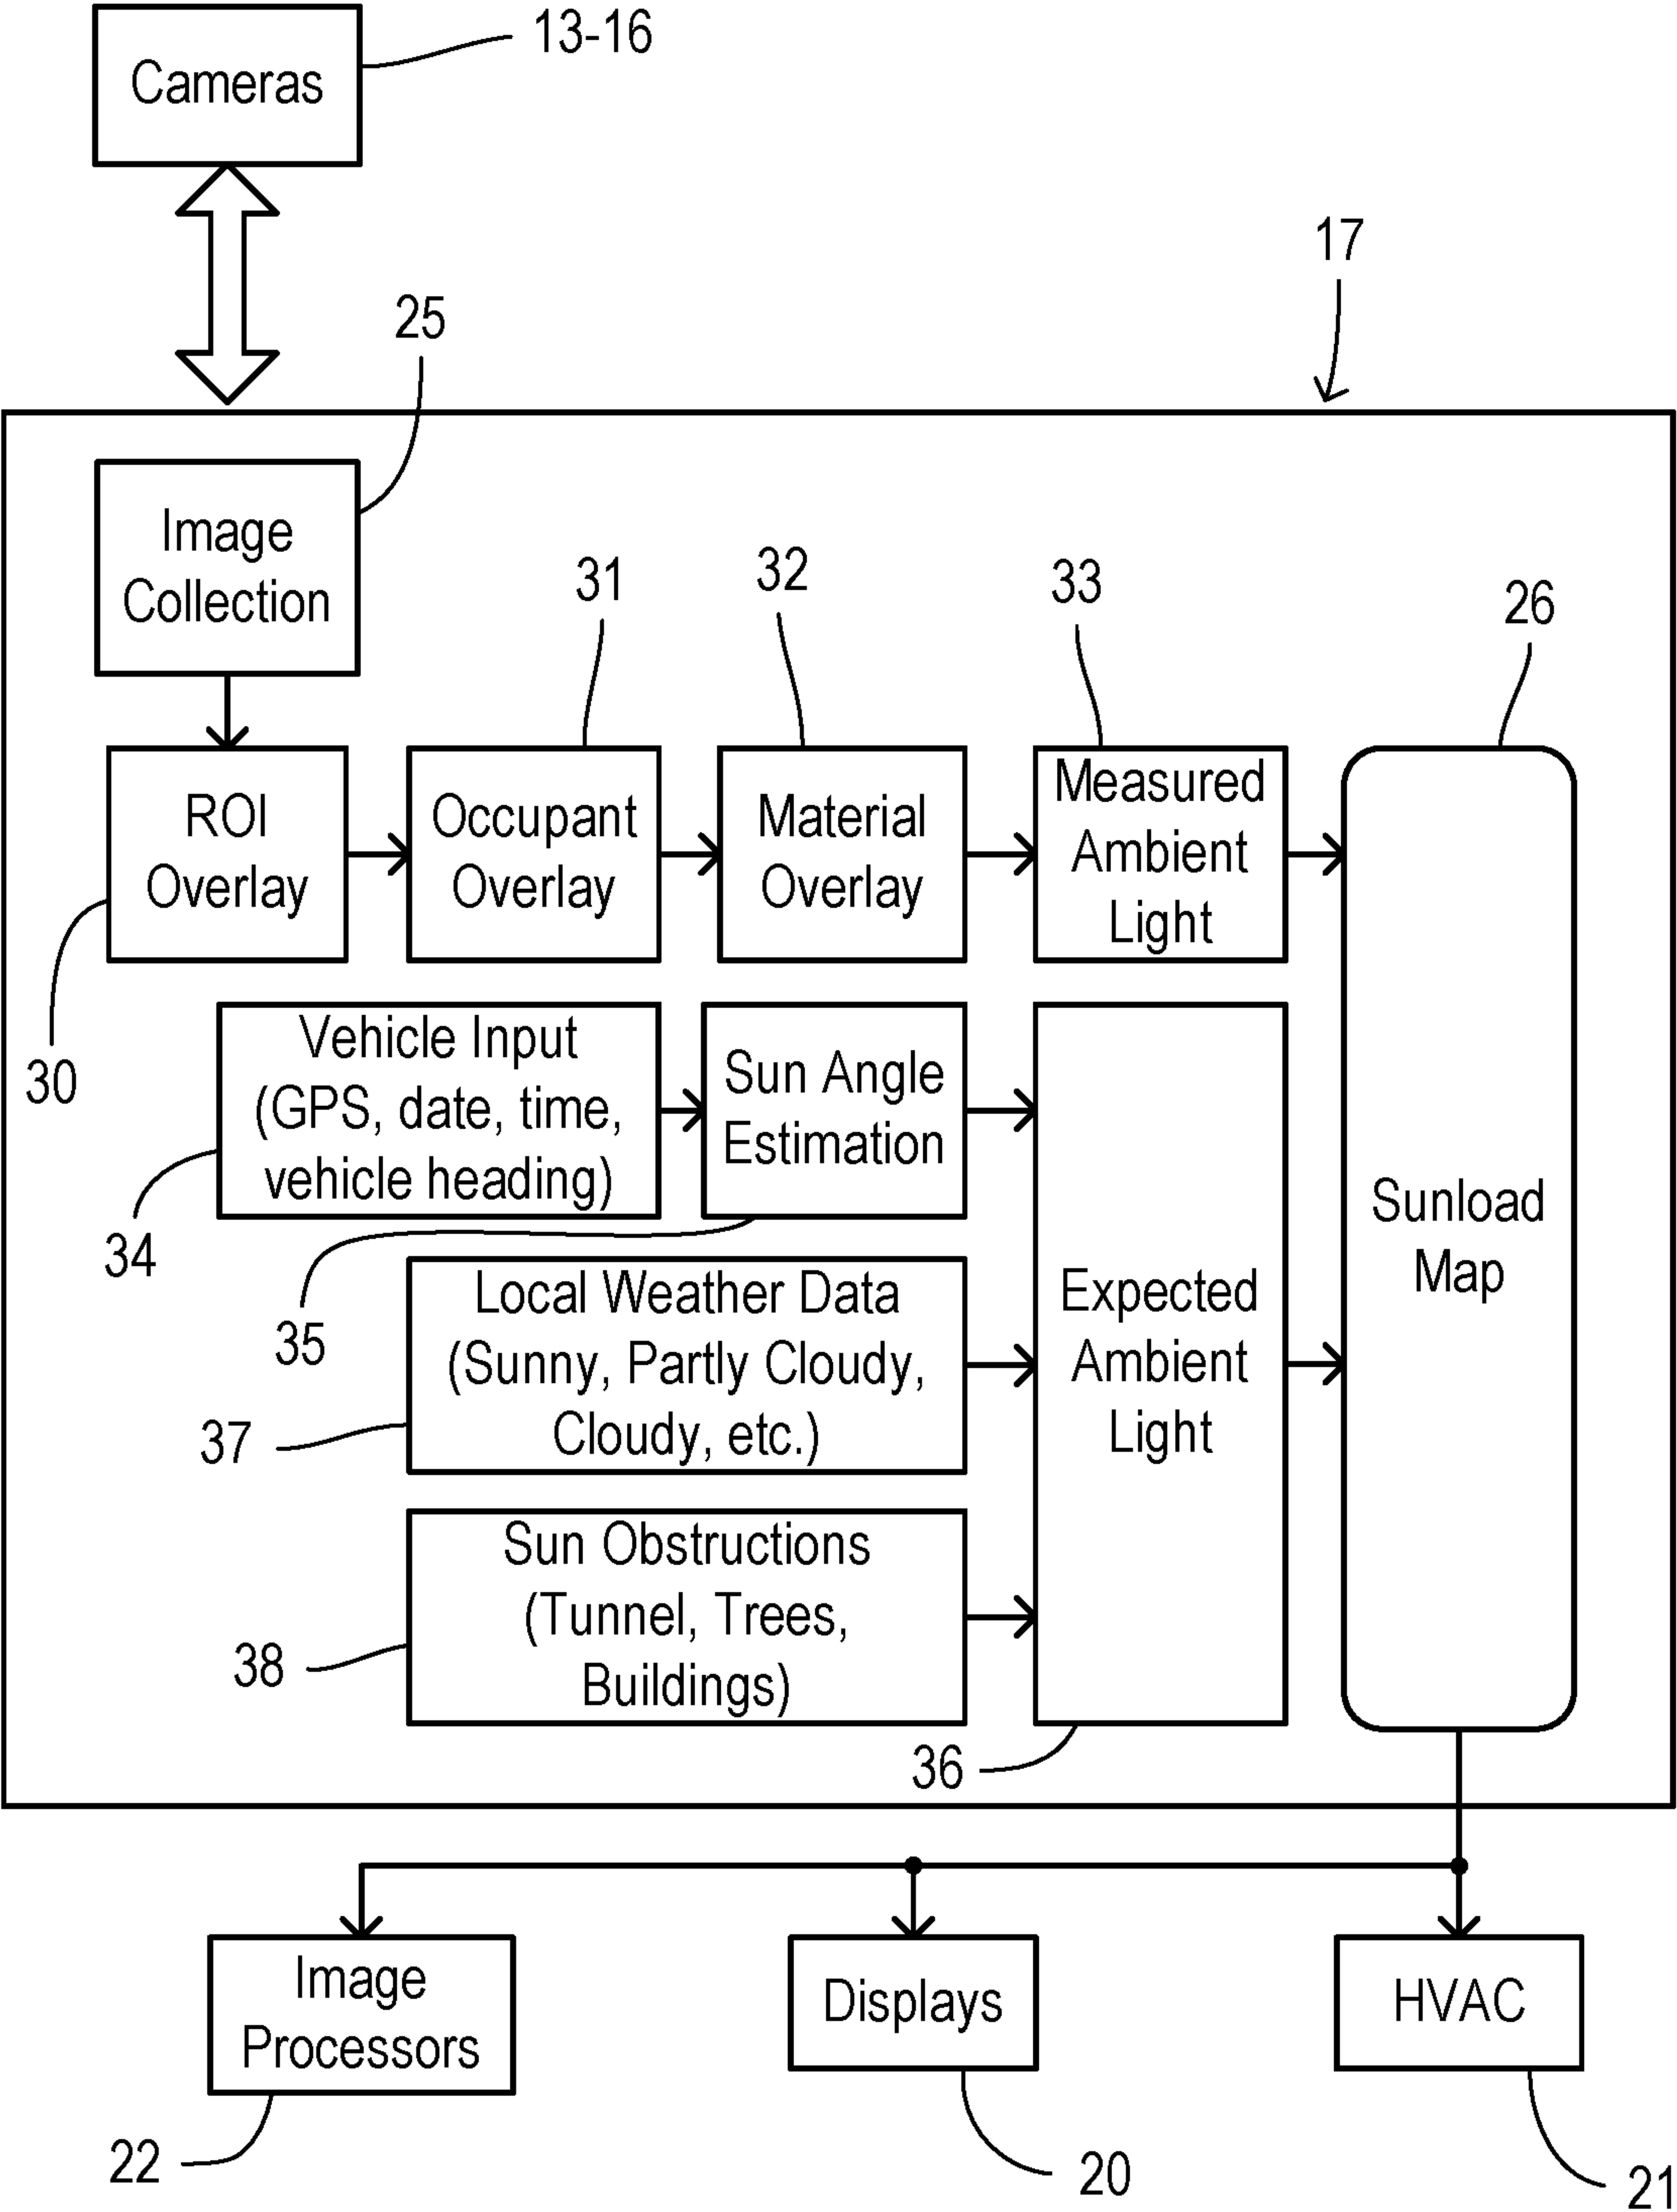 Cameras
13-16
17
25
Image
Collection
31
32
33
26
ROI
Overlay
Occupant
Overlay
Material
Overlay
Measured
Ambient
Light
30
Vehicle Input
(GPS, date, time,
vehicle heading)
Sun Angle
Estimation
34
35
Local Weather Data
(Sunny, Partly Cloudy,
Cloudy, etc.)
37
Expected
Ambient
Light
Sunload
Map
Sun Obstructions
(Tunnel, Trees,
Buildings)
38
36
Image
Processors
Displays
HVAC
22
20
21